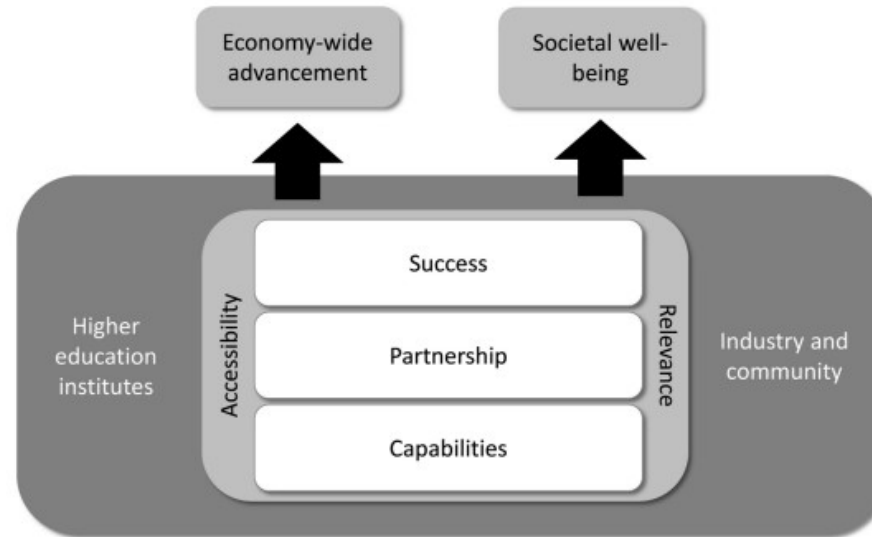 Economy-wide
advancement
Societal well-
being
Success
Accessibility
Relevance
Higher
education
institutes
Partnership
Industry and
community
Capabilities